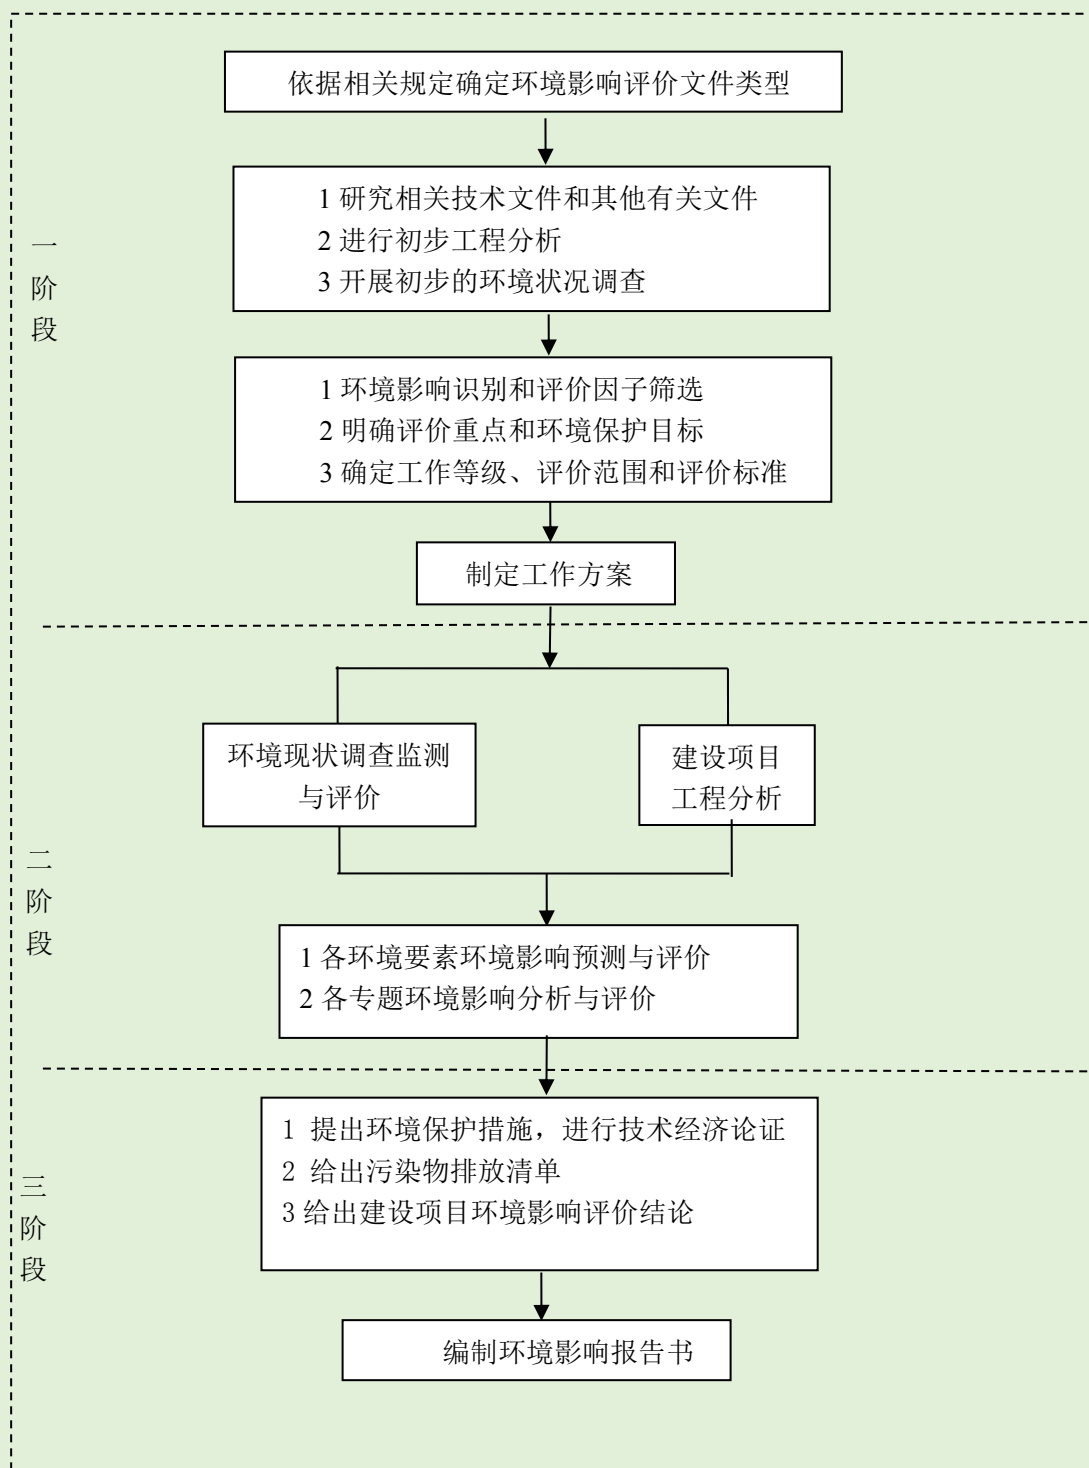 依据相关规定确定环境影响评价文件类型
1 研究相关技术文件和其他有关文件
2 进行初步工程分析
3 开展初步的环境状况调查
一
阶
段
1 环境影响识别和评价因子筛选
2 明确评价重点和环境保护目标
3 确定工作等级、评价范围和评价标准
制定工作方案
环境现状调查监测
与评价
建设项目
工程分析
二
阶
段
1 各环境要素环境影响预测与评价
2 各专题环境影响分析与评价
1 提出环境保护措施，进行技术经济论证
2 给出污染物排放清单
3 给出建设项目环境影响评价结论
三
阶
段
编制环境影响报告书